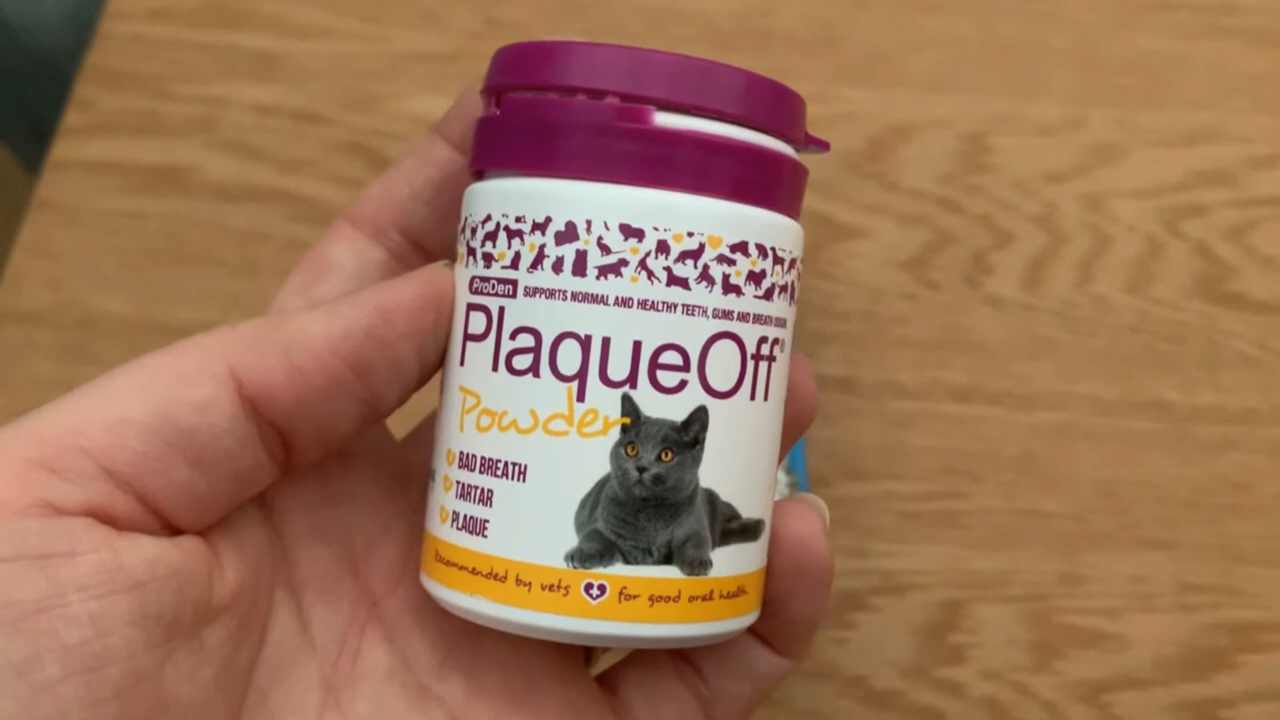 ProDen SUPPORTS NORMAL AND HEALTHY TEETH, GUMS AND BREATH ODOUR
PlaqueOff®
Powder
BAD BREATH
TARTAR
PLAQUE
Recommended by vets for good oral health